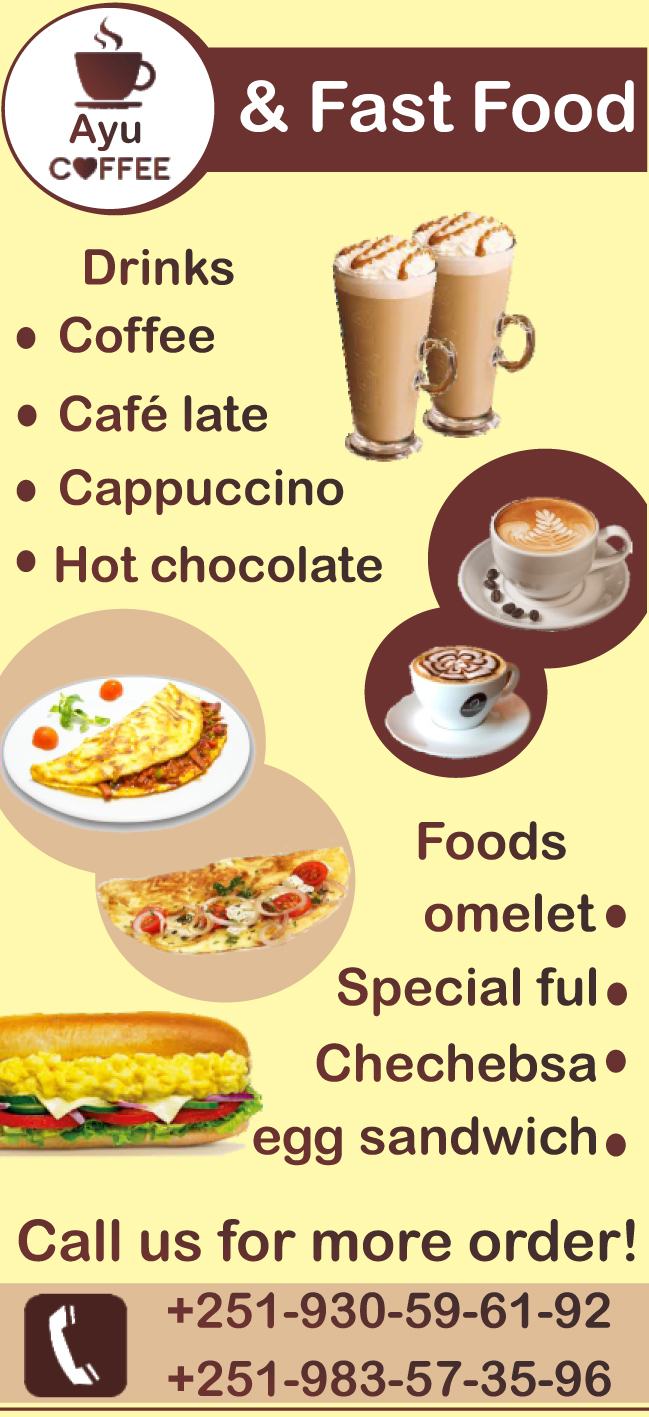 Ayu
COFFEE
& Fast Food
Drinks
• Coffee
• Café late
• Cappuccino
• Hot chocolate
Foods
omelet •
Special ful •
Chechebsa •
egg sandwich •
Call us for more order!
+251-930-59-61-92
+251-983-57-35-96